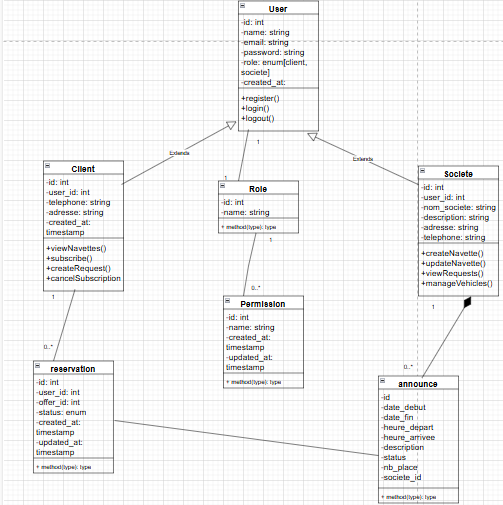 User
-id: int
-name: string
-email: string
-password: string
-role: enum[client,
societe]
-created_at:
+register()
+login()
+logout()
1
Extends
Extends
Client
-id: int
-user_id: int
-telephone: string
-adresse: string
-created_at:
timestamp
+viewNavettes()
+subscribe()
+createRequest()
+cancelSubscription
1
1
Role
-id: int
-name: string
+ method(type): type
1
Societe
-id: int
-user_id: int
-nom_societe: string
-description: string
-adresse: string
-telephone: string
+createNavette()
+updateNavette()
+viewRequests()
+manageVehicles()
1
0..*
Permission
-id: int
-name: string
-created_at:
timestamp
-updated_at:
timestamp
+ method(type): type
0..*
reservation
-id: int
-user_id: int
-offer_id: int
-status: enum
-created_at:
timestamp
-updated_at:
timestamp
+ method(type): type
0..*
announce
-id
-date_debut
-date_fin
-heure_depart
-heure_arrivee
-description
-status
-nb_place
-societe_id
+ method(type): type